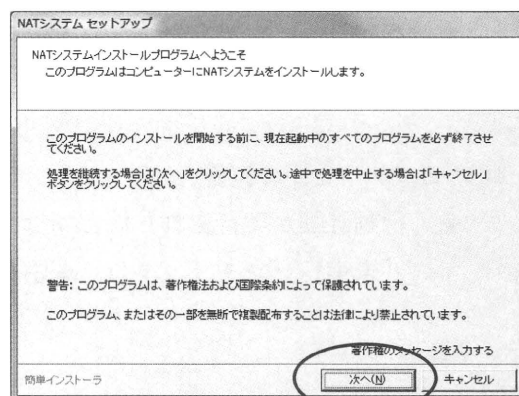 NATシステム セットアップ
NATシステムインストールプログラムへようこそ
このプログラムはコンピューターにNATシステムをインストールします。
このプログラムのインストールを開始する前に、現在起動中のすべてのプログラムを必ず終了させ
てください。
処理を継続する場合は「次へ」をクリックしてください。途中で処理を中止する場合は「キャンセル」
ボタンをクリックしてください。
警告: このプログラムは、著作権法および国際条約によって保護されています。
このプログラム、またはその一部を無断で複製配布することは法律により禁止されています。
著作権のメッセージを入力する
簡単インストーラ
次へ(N)
キャンセル